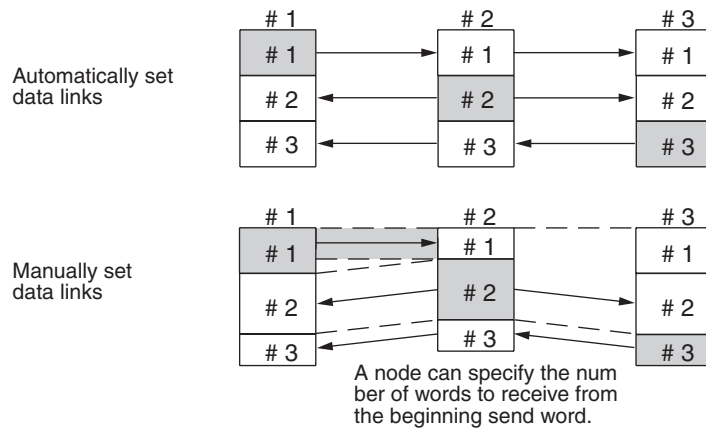 # 1 # 2 # 3
Automatically set
data links
# 1 # 1 # 1
# 2 # 2 # 2
# 3 # 3 # 3
# 1 # 2 # 3
Manually set
data links
# 1 # 1 # 1
# 2 # 2 # 2
# 3 # 3 # 3
A node can specify the num
ber of words to receive from
the beginning send word.